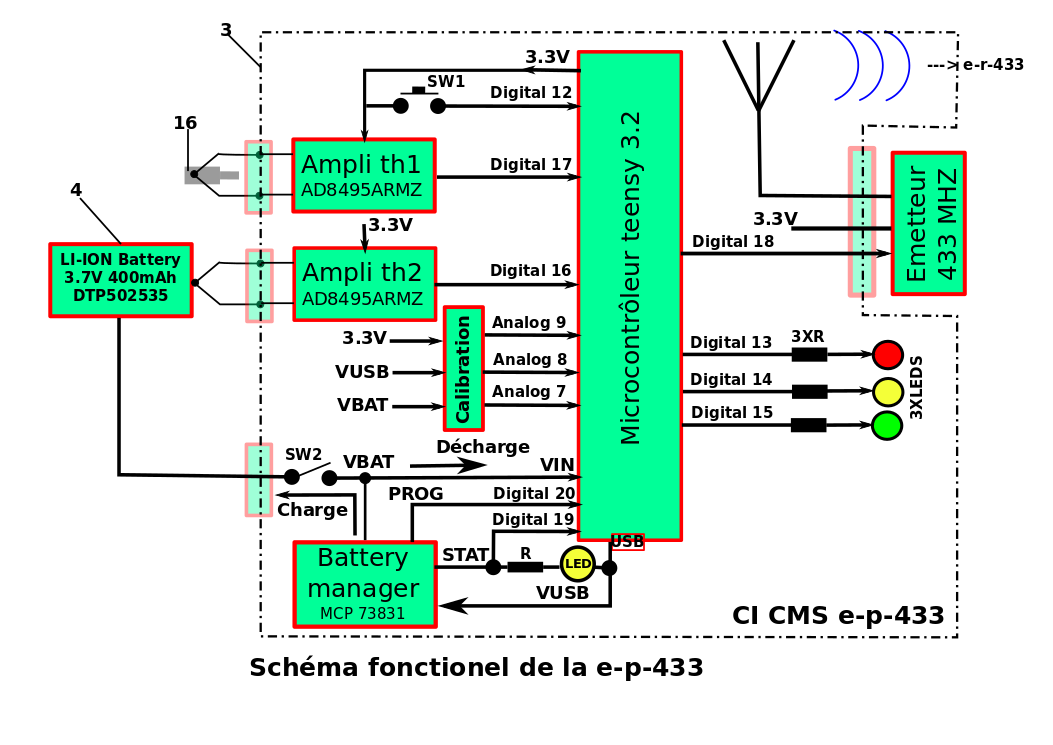 3
3.3V
SW1
Digital 12
---> e-r-433
16
Ampli th1
AD8495ARMZ
Digital 17
Microcontrôleur teensy 3.2
Emetteur
433 MHZ
4
3.3V
3.3V
Digital 18
LI-ION Battery
3.7V 400mAh
DTP502535
Ampli th2
AD8495ARMZ
Digital 16
Calibration
3.3V
VUSB
VBAT
Analog 9
Analog 8
Analog 7
Digital 13
3XR
Digital 14
Digital 15
3XLEDS
Décharge
SW2
VBAT
VIN
PROG
Digital 20
Charge
Digital 19
USB
Battery
manager
MCP 73831
STAT
R
LED
VUSB
CI CMS e-p-433
Schéma fonctionel de la e-p-433